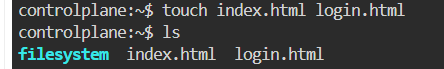 controlplane:~$ touch index.html login.html
controlplane:~$ ls
filesystem  index.html  login.html